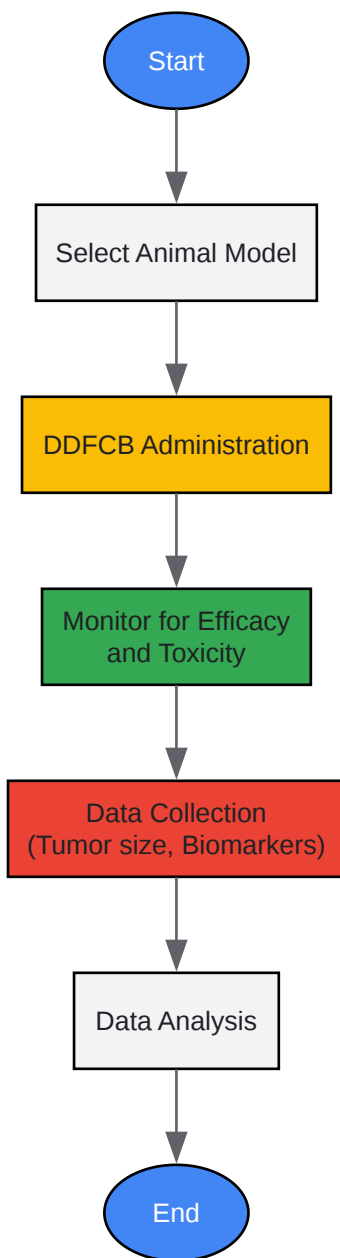 Start
Select Animal Model
DDFCB Administration
Monitor for Efficacy
and Toxicity
Data Collection
(Tumor size, Biomarkers)
Data Analysis
End